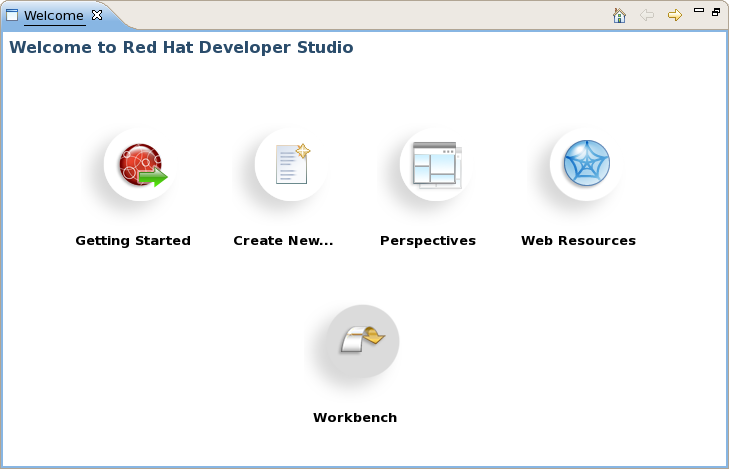 Welcome
Welcome to Red Hat Developer Studio
Getting Started
Create New...
Perspectives
Web Resources
Workbench